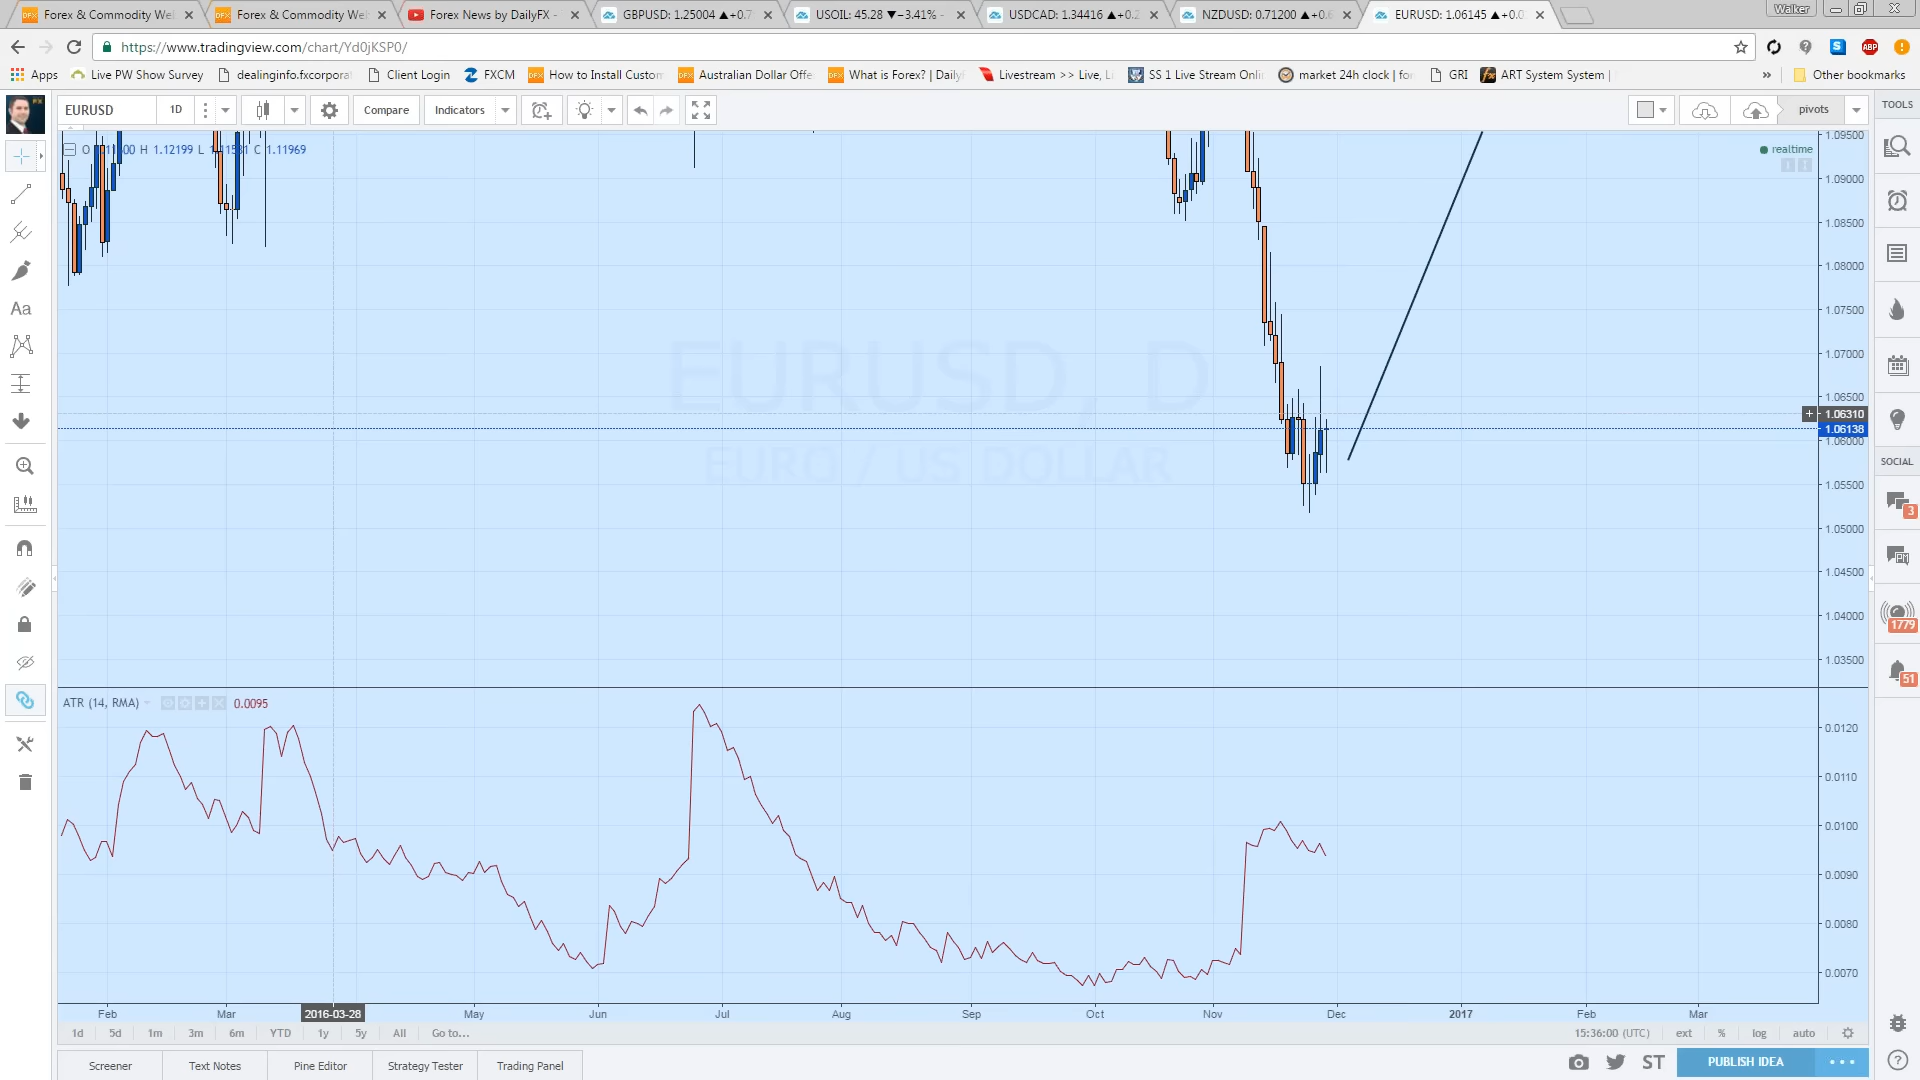 Forex & Commodity Wel
Forex & Commodity Wel
Forex News by DailyFX -
GBPUSD: 1.25004 ▲+0.7
USOIL: 45.28 ▼−3.41% -
USDCAD: 1.34416 ▲+0.2
NZDUSD: 0.71200 ▲+0.6
EURUSD: 1.06145 ▲+0.0
Walker
https://www.tradingview.com/chart/Yd0jKSP0/
ABP
Apps
Live PW Show Survey
dealinginfo.fxcorporat
Client Login
FXCM
How to Install Custom
Australian Dollar Offe
What is Forex? | Daily
Livestream >> Live, Li
SS 1 Live Stream Onli
market 24h clock | for
GRI
ART System System |
»
Other bookmarks
EURUSD
1D
Compare
Indicators
pivots
TOOLS
H 1.12199 L
C 1.11969
realtime
1.09500
1.09000
1.08500
1.08000
1.07500
1.07000
1.06500
1.06310
1.06138
1.06000
1.05500
1.05000
1.04500
1.04000
1.03500
EURUSD, D
EURO / US DOLLAR
Aa
SOCIAL
3
1779
51
ATR (14, RMA)
0.0095
0.0120
0.0110
0.0100
0.0090
0.0080
0.0070
Feb
Mar
2016-03-28
May
Jun
Jul
Aug
Sep
Oct
Nov
Dec
2017
Feb
Mar
1d
5d
1m
3m
6m
YTD
1y
5y
All
Go to...
15:36:00 (UTC)
ext
%
log
auto
Screener
Text Notes
Pine Editor
Strategy Tester
Trading Panel
ST
PUBLISH IDEA